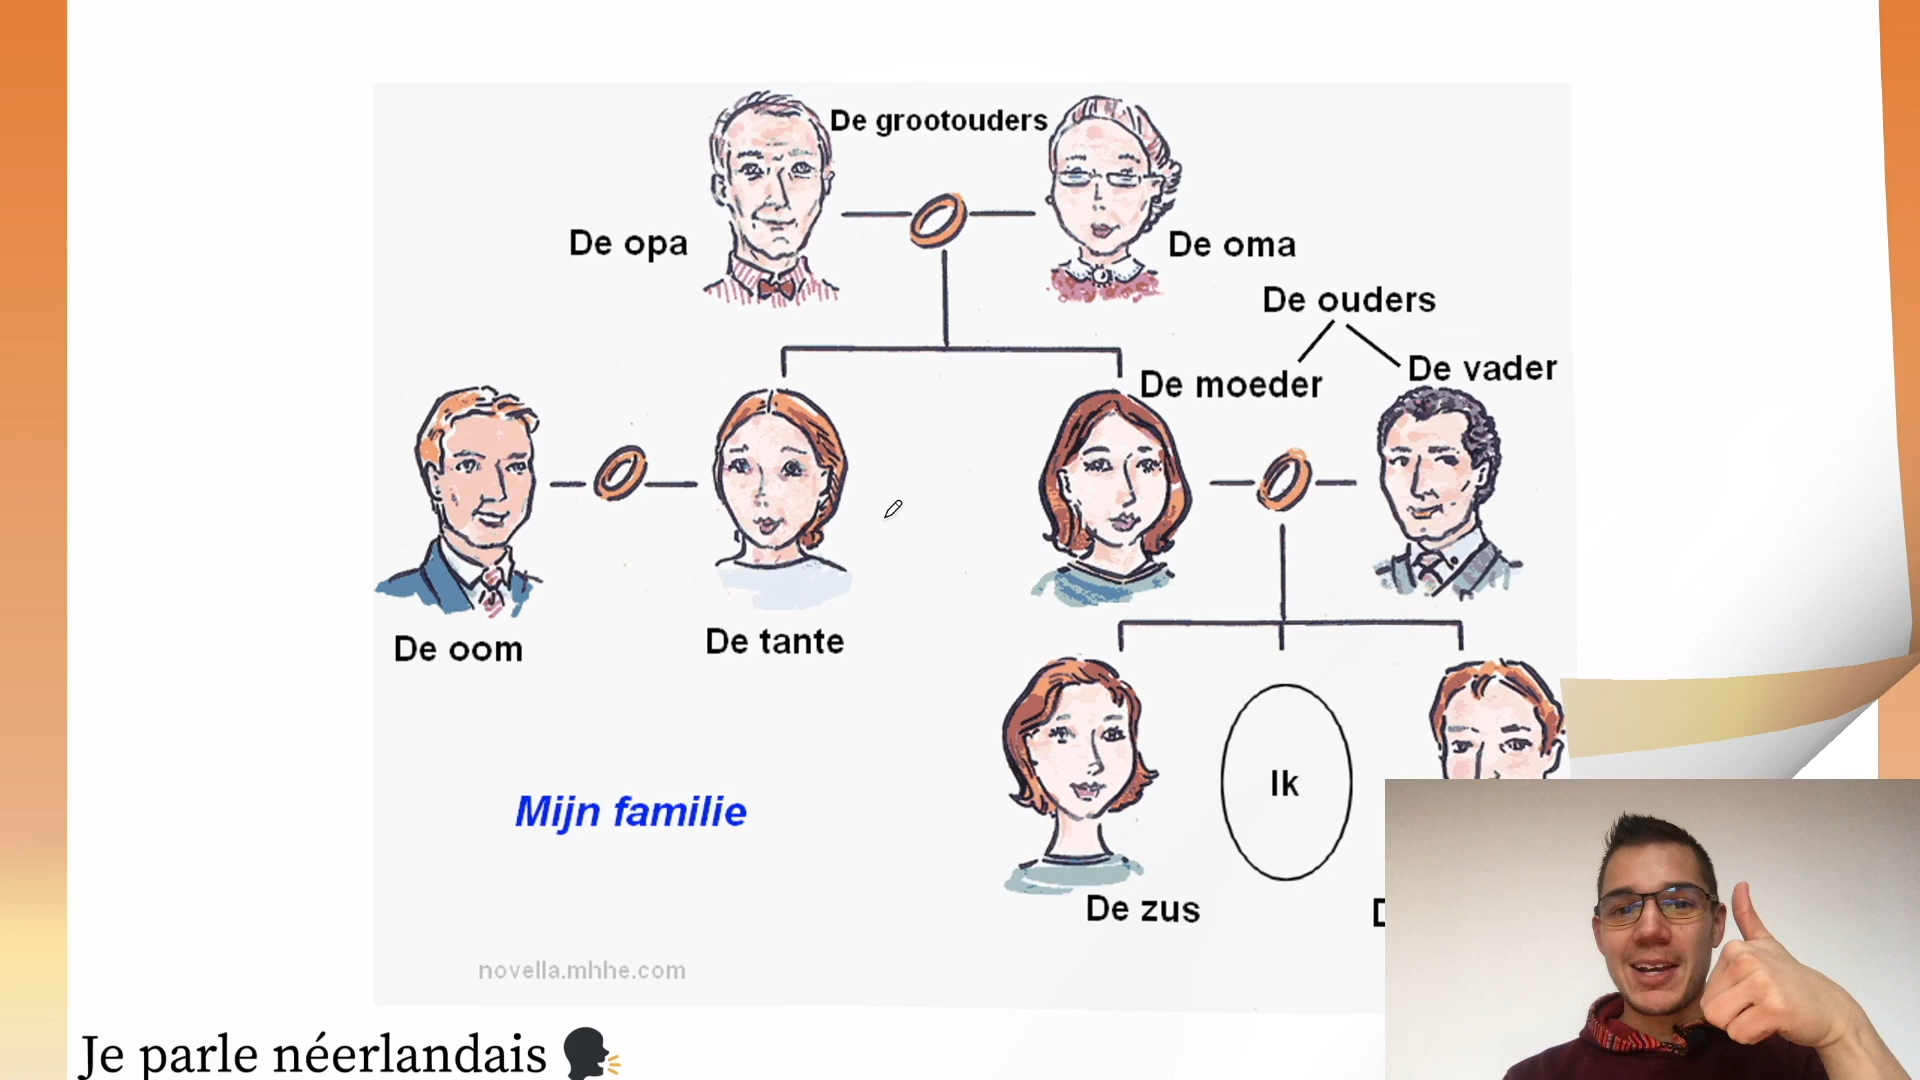 De grootouders
De opa
De oma
De ouders
De moeder
De vader
De oom
De tante
Ik
Mijn familie
De zus
novella.mhhe.com
Je parle néerlandais